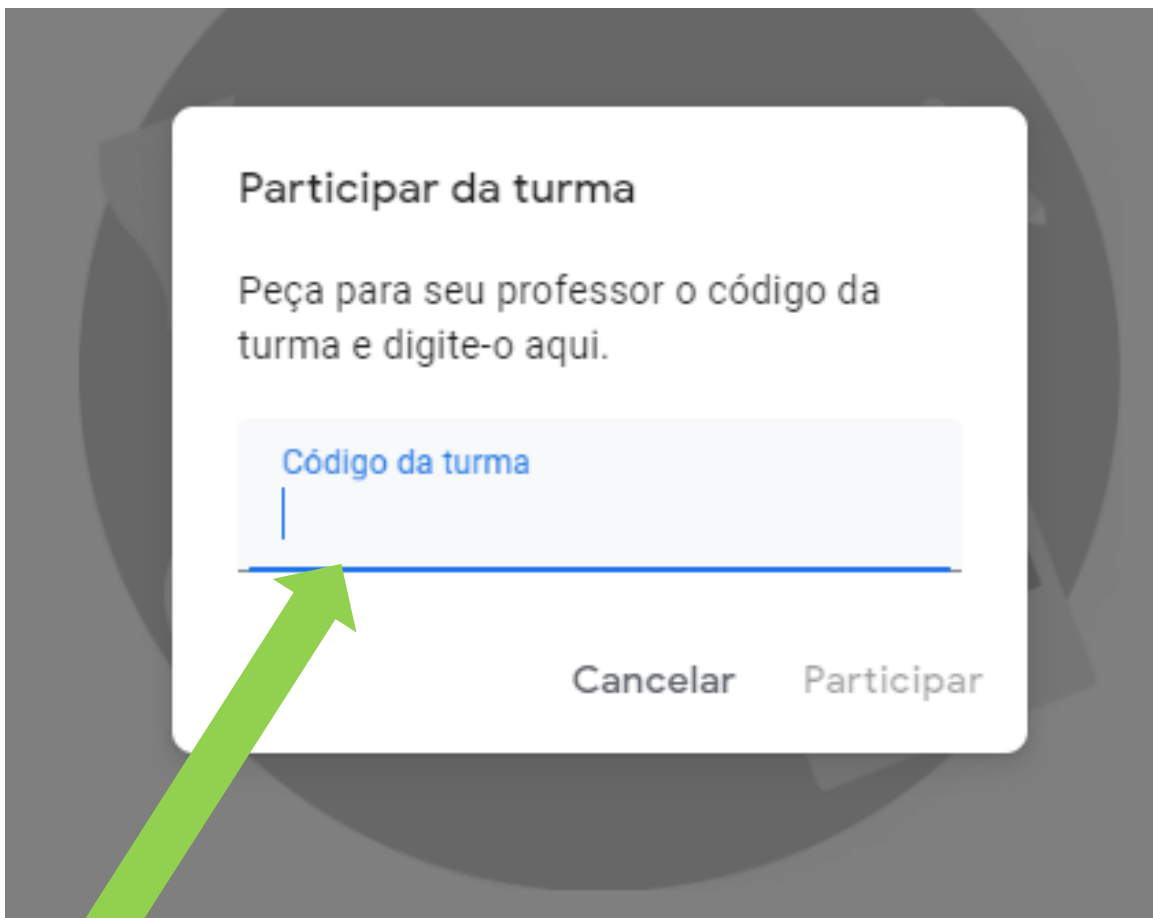 Participar da turma
Peça para seu professor o código da
turma e digite-o aqui.
Código da turma
Cancelar Participar